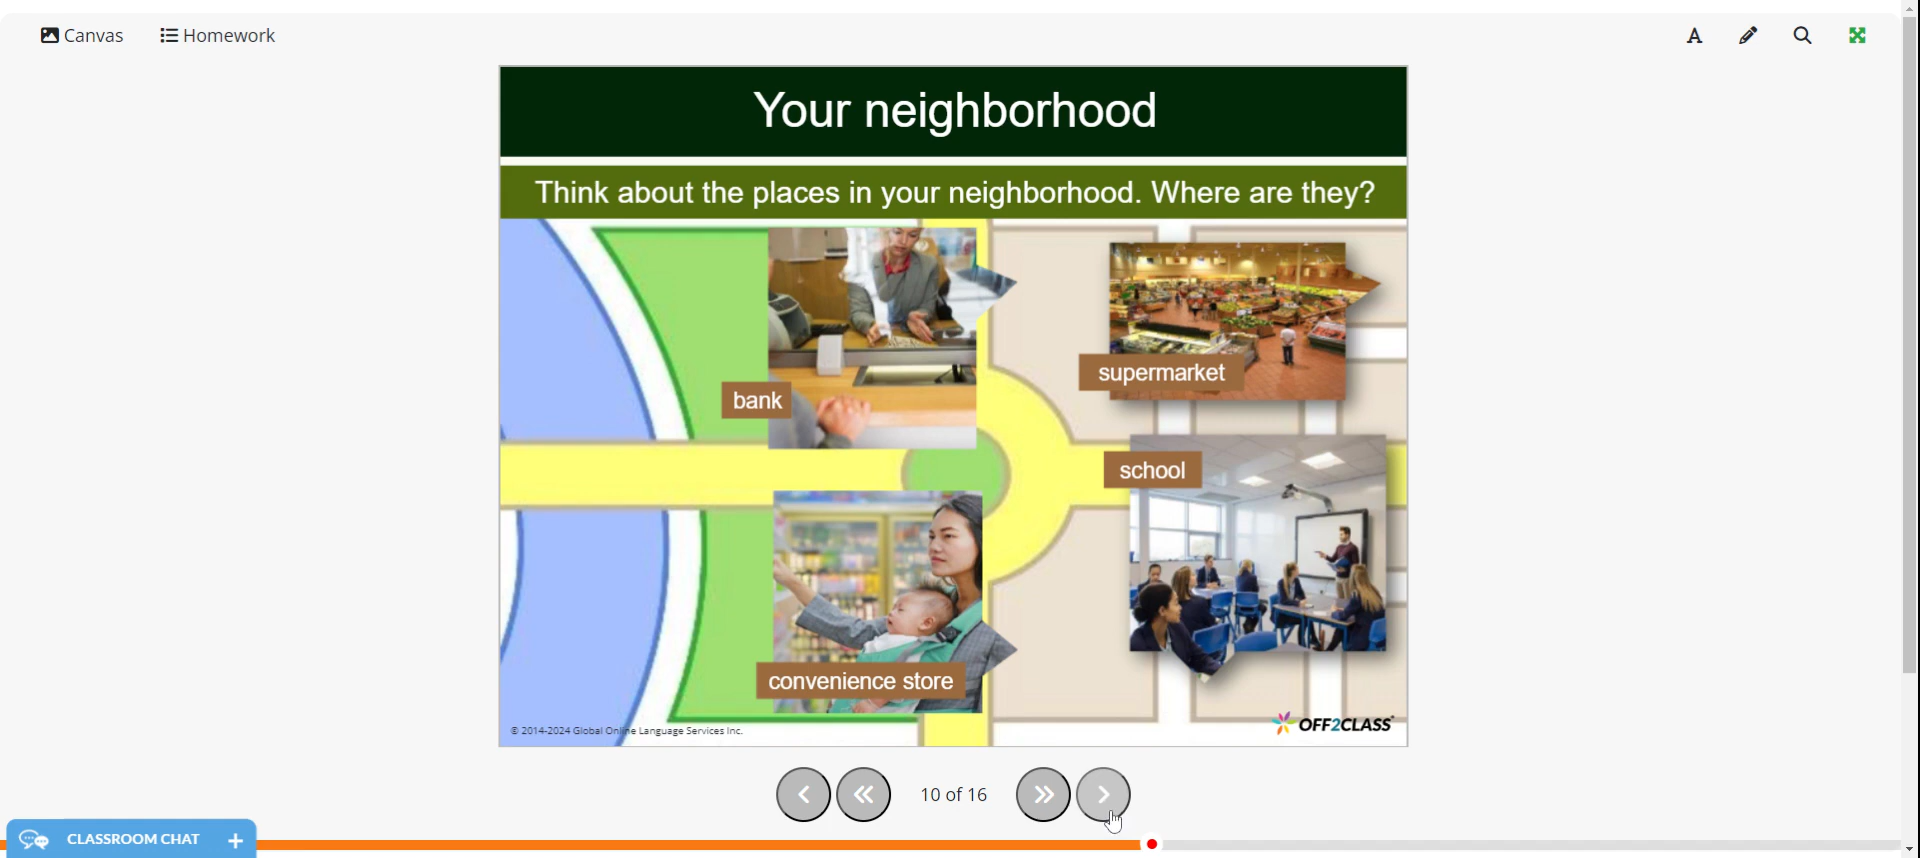 Canvas
Homework
A
Your neighborhood
Think about the places in your neighborhood. Where are they?
bank
supermarket
school
convenience store
© 2014-2024 Global Online Language Services Inc.
OFF2CLASS
10 of 16
CLASSROOM CHAT +